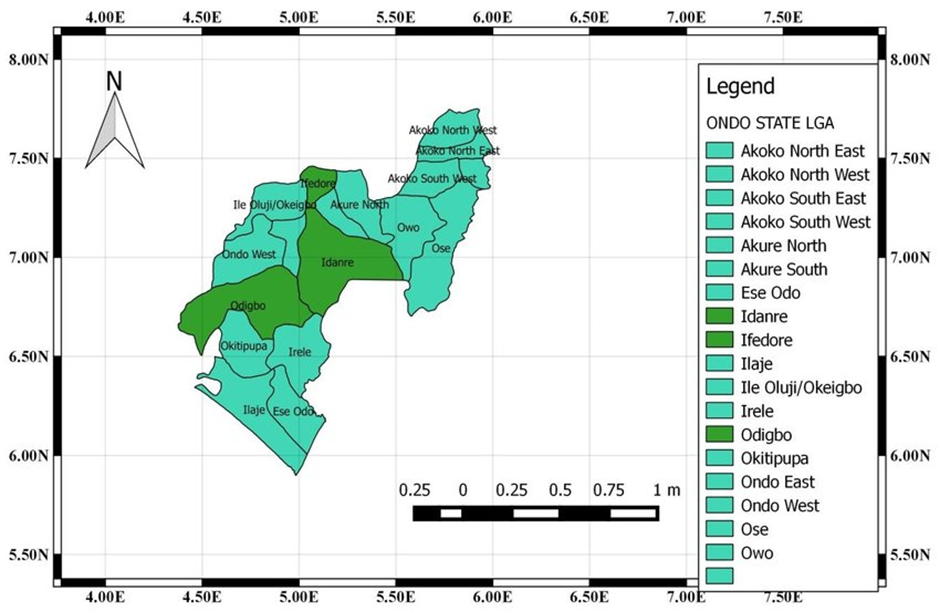 4.00E 4.50E 5.00E 5.50E 6.00E 6.50E 7.00E 7.50E
8.00N 8.00N
N
Legend
ONDO STATE LGA
Akoko North West
7.50N 7.50N
Akoko North East
Akoko South West
Ifedore
Ile Oluji/Okeigbo
Akure North
Owo
Ose
7.00N 7.00N
Ondo West
Idanre
Odigbo
6.50N 6.50N
Okitipupa
Irele
Ilaje
Ese Odo
6.00N 6.00N
Akoko North East
Akoko North West
Akoko South East
Akoko South West
Akure North
Akure South
Ese Odo
Idanre
Ifedore
Ilaje
Ile Oluji/Okeigbo
Irele
Odigbo
Okitipupa
Ondo East
Ondo West
Ose
Owo
0.25 0 0.25 0.5 0.75 1 m
5.50N 5.50N
4.00E 4.50E 5.00E 5.50E 6.00E 6.50E 7.00E 7.50E